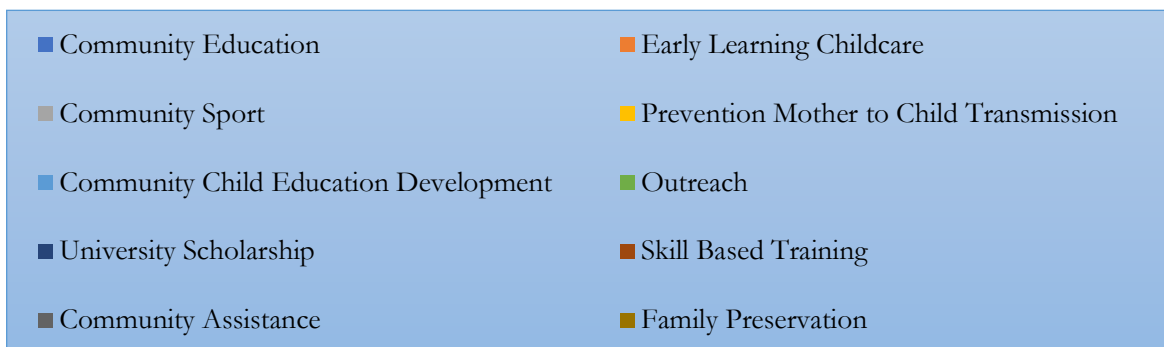 Community Education
Early Learning Childcare
Community Sport
Prevention Mother to Child Transmission
Community Child Education Development
Outreach
University Scholarship
Skill Based Training
Community Assistance
Family Preservation